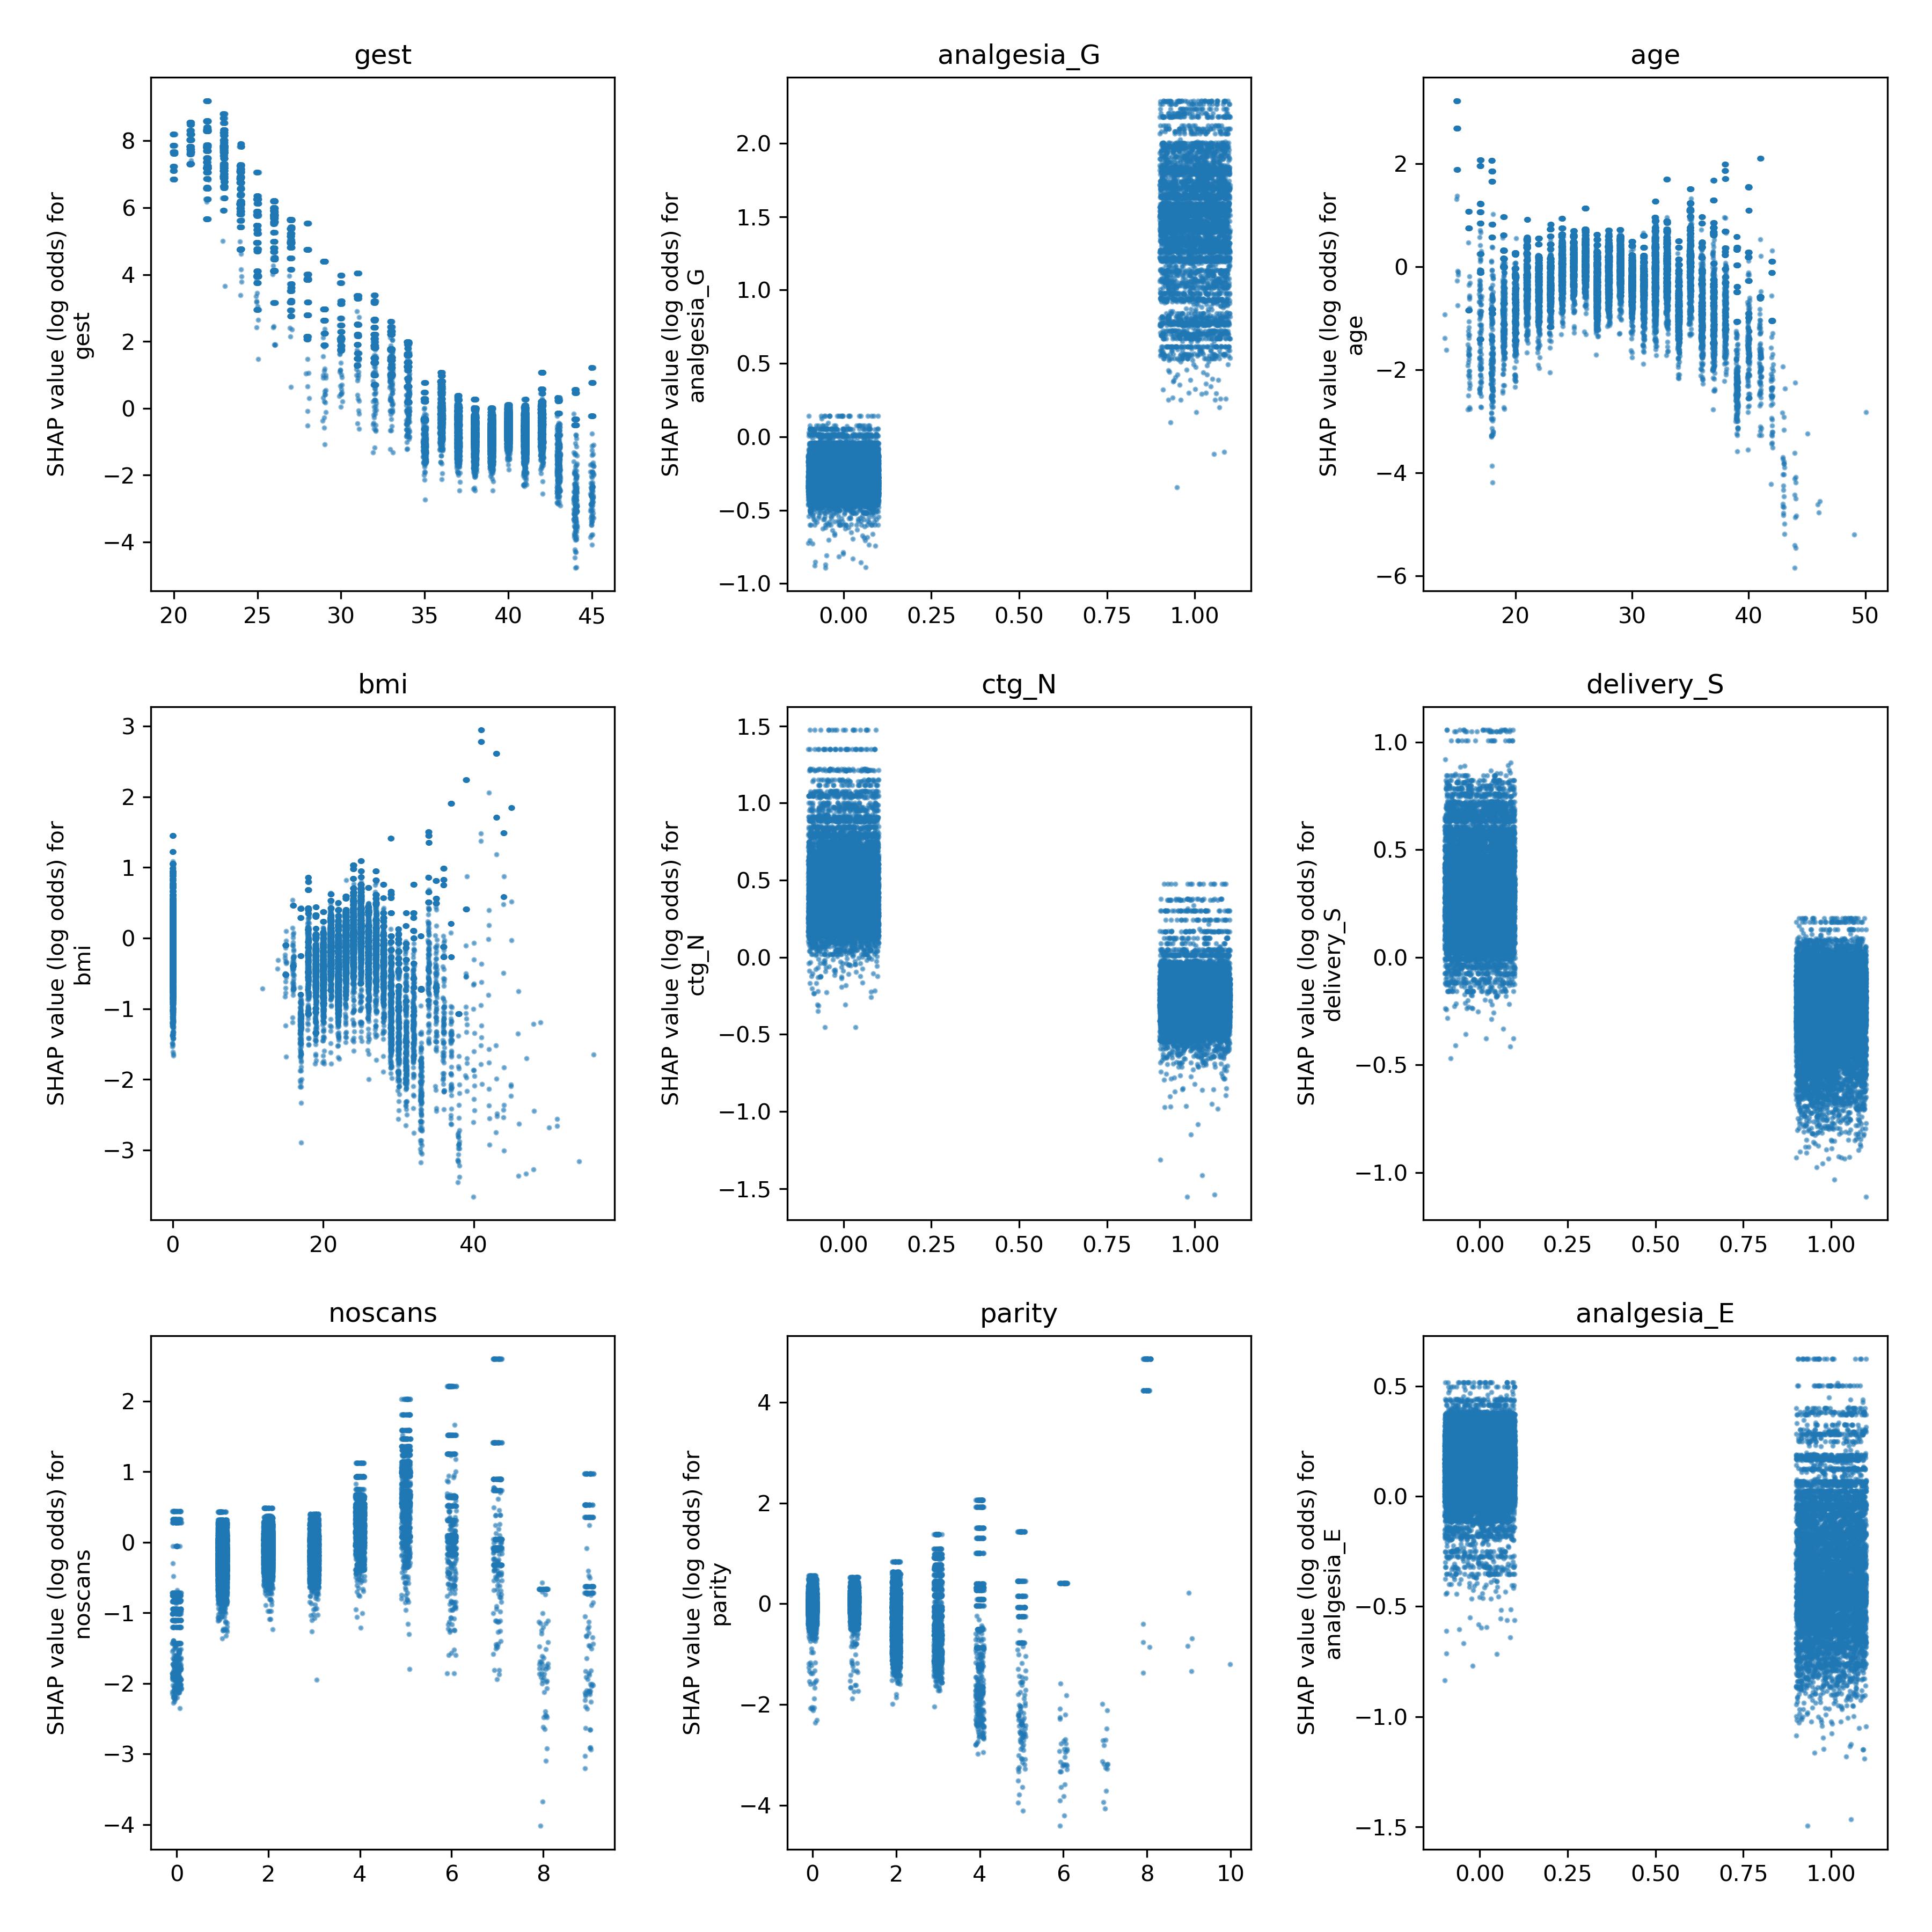 gest
SHAP value (log odds) for
gest
8
6
4
2
0
−2
−4
20 25 30 35 40 45
analgesia_G
SHAP value (log odds) for
analgesia_G
2.0
1.5
1.0
0.5
0.0
−0.5
−1.0
0.00 0.25 0.50 0.75 1.00
age
SHAP value (log odds) for
age
2
0
−2
−4
−6
20 30 40 50
bmi
SHAP value (log odds) for
bmi
3
2
1
0
−1
−2
−3
0 20 40
ctg_N
SHAP value (log odds) for
ctg_N
1.5
1.0
0.5
0.0
−0.5
−1.0
−1.5
0.00 0.25 0.50 0.75 1.00
delivery_S
SHAP value (log odds) for
delivery_S
1.0
0.5
0.0
−0.5
−1.0
0.00 0.25 0.50 0.75 1.00
noscans
SHAP value (log odds) for
noscans
2
1
0
−1
−2
−3
−4
0 2 4 6 8
parity
SHAP value (log odds) for
parity
4
2
0
−2
−4
0 2 4 6 8 10
analgesia_E
SHAP value (log odds) for
analgesia_E
0.5
0.0
−0.5
−1.0
−1.5
0.00 0.25 0.50 0.75 1.00